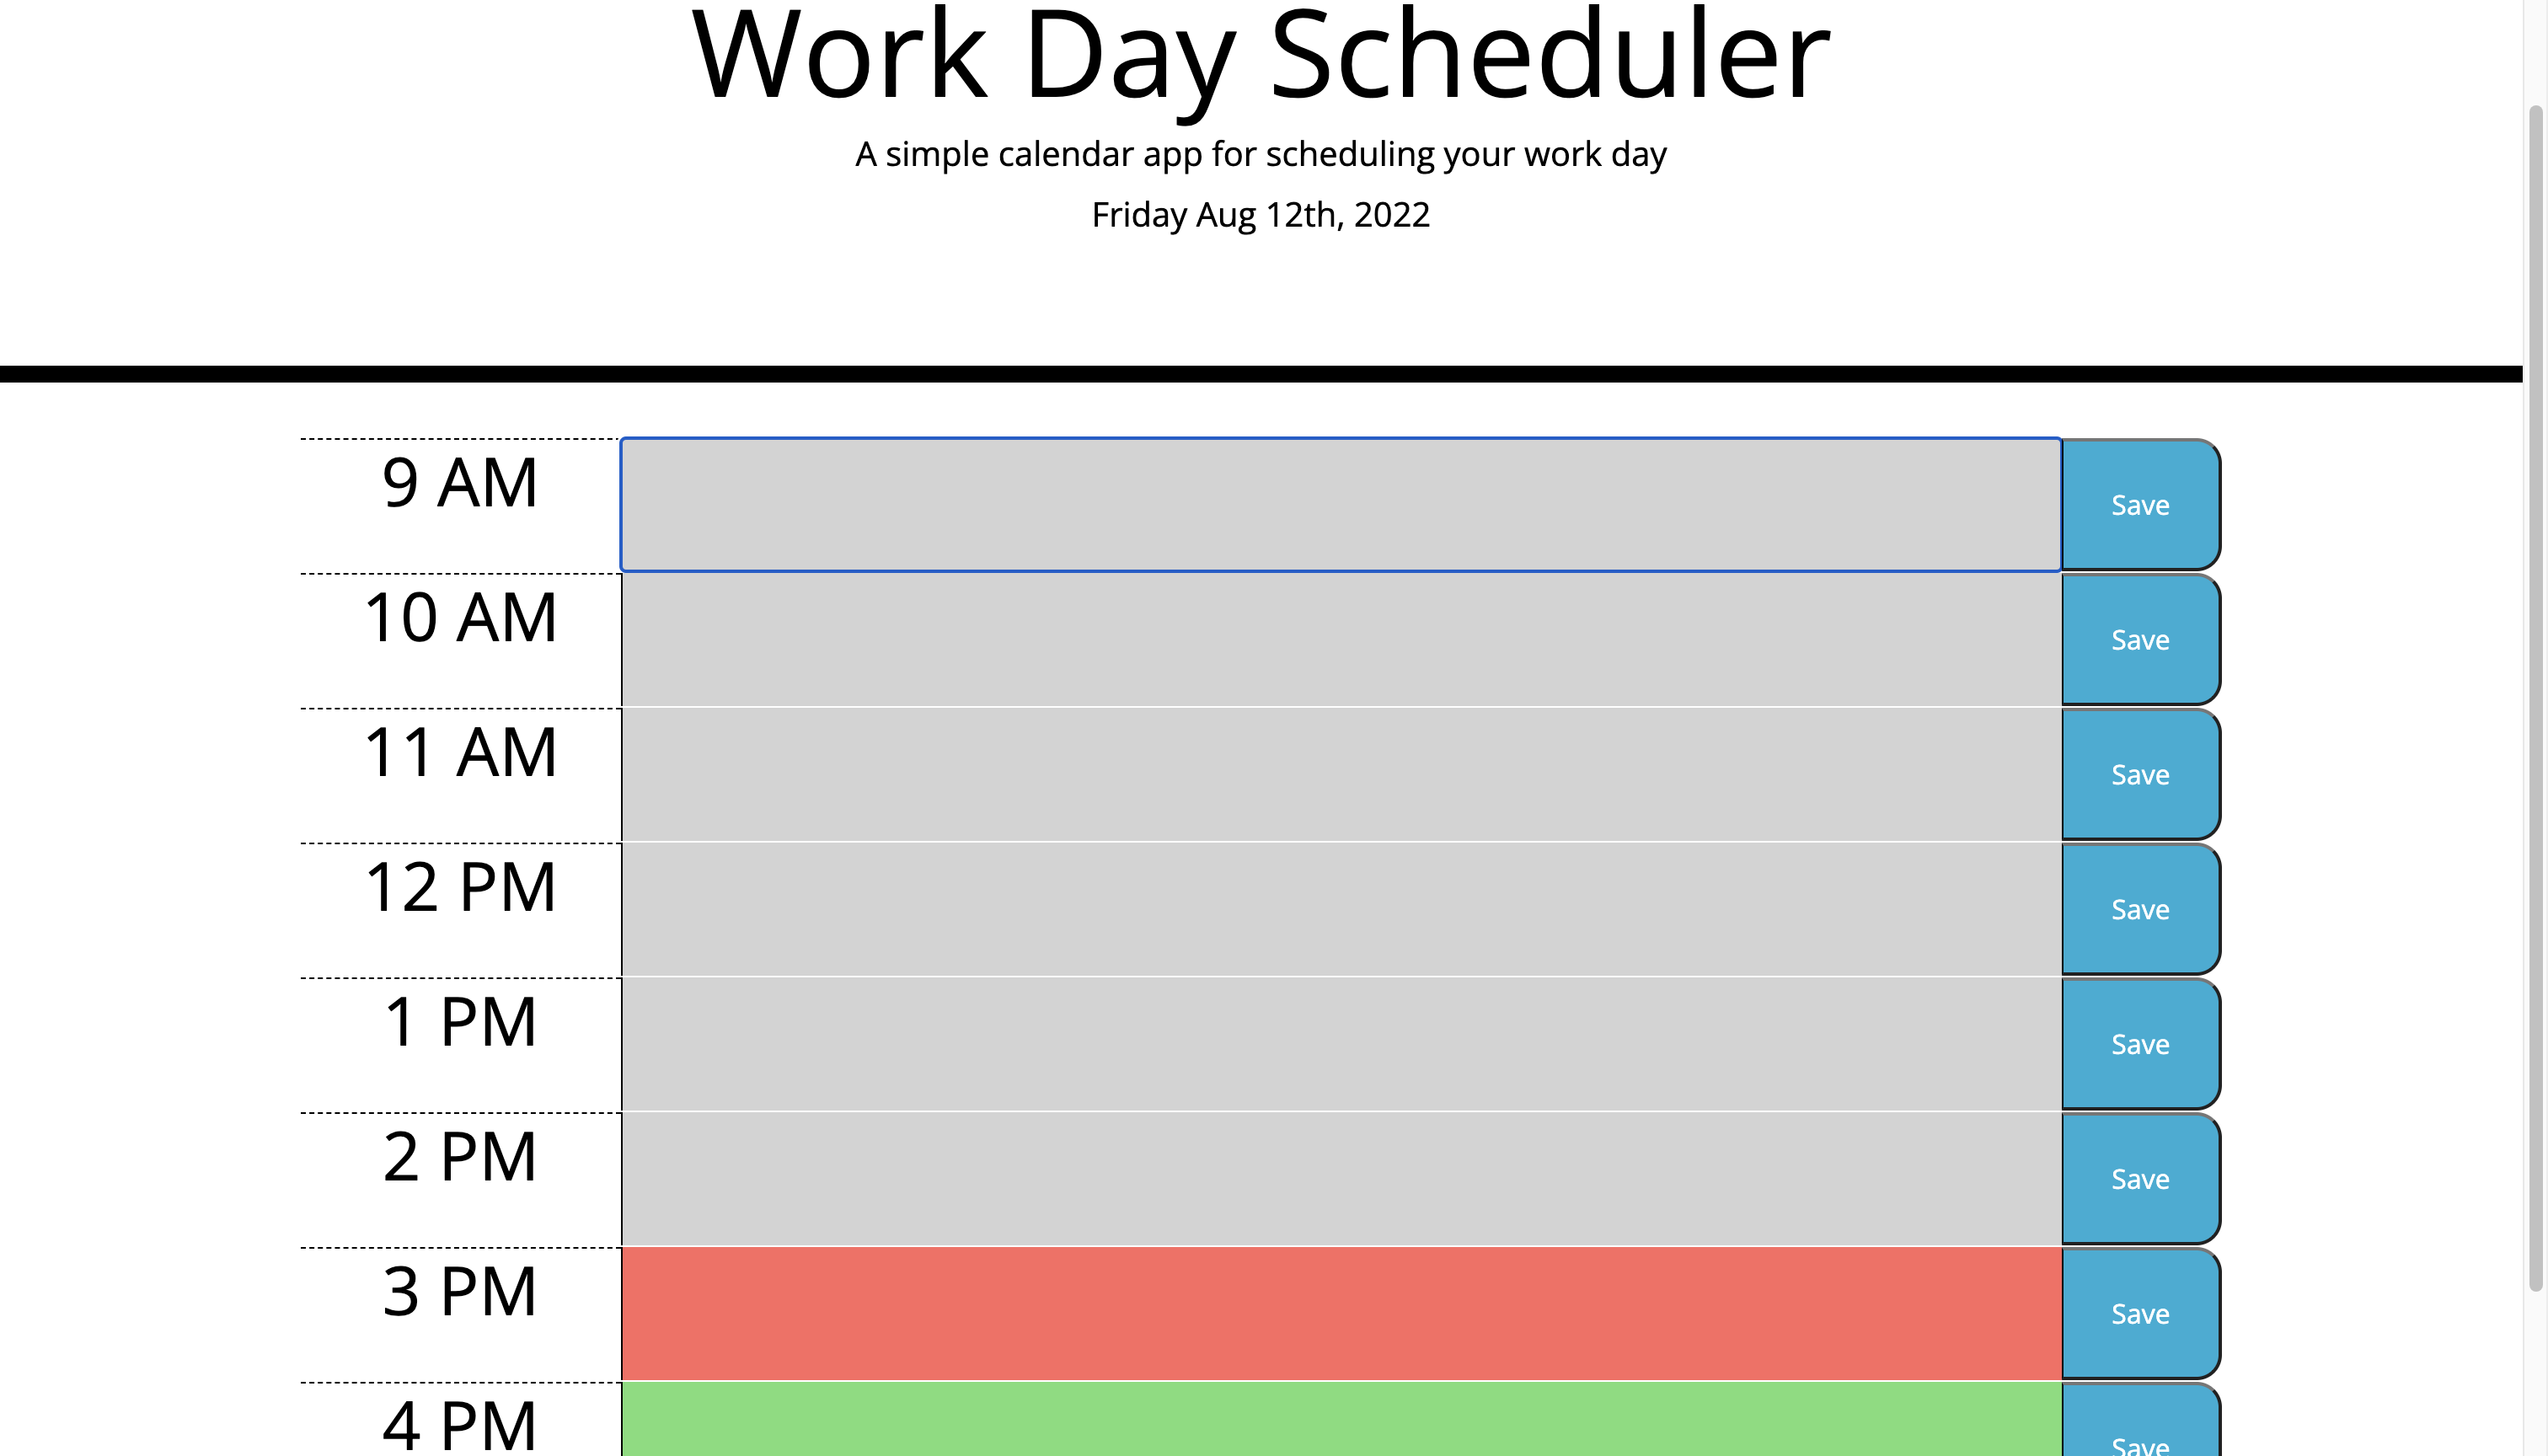 Work Day Scheduler
A simple calendar app for scheduling your work day
Friday Aug 12th, 2022
9 AM Save
10 AM Save
11 AM Save
12 PM Save
1 PM Save
2 PM Save
3 PM Save
4 PM Save